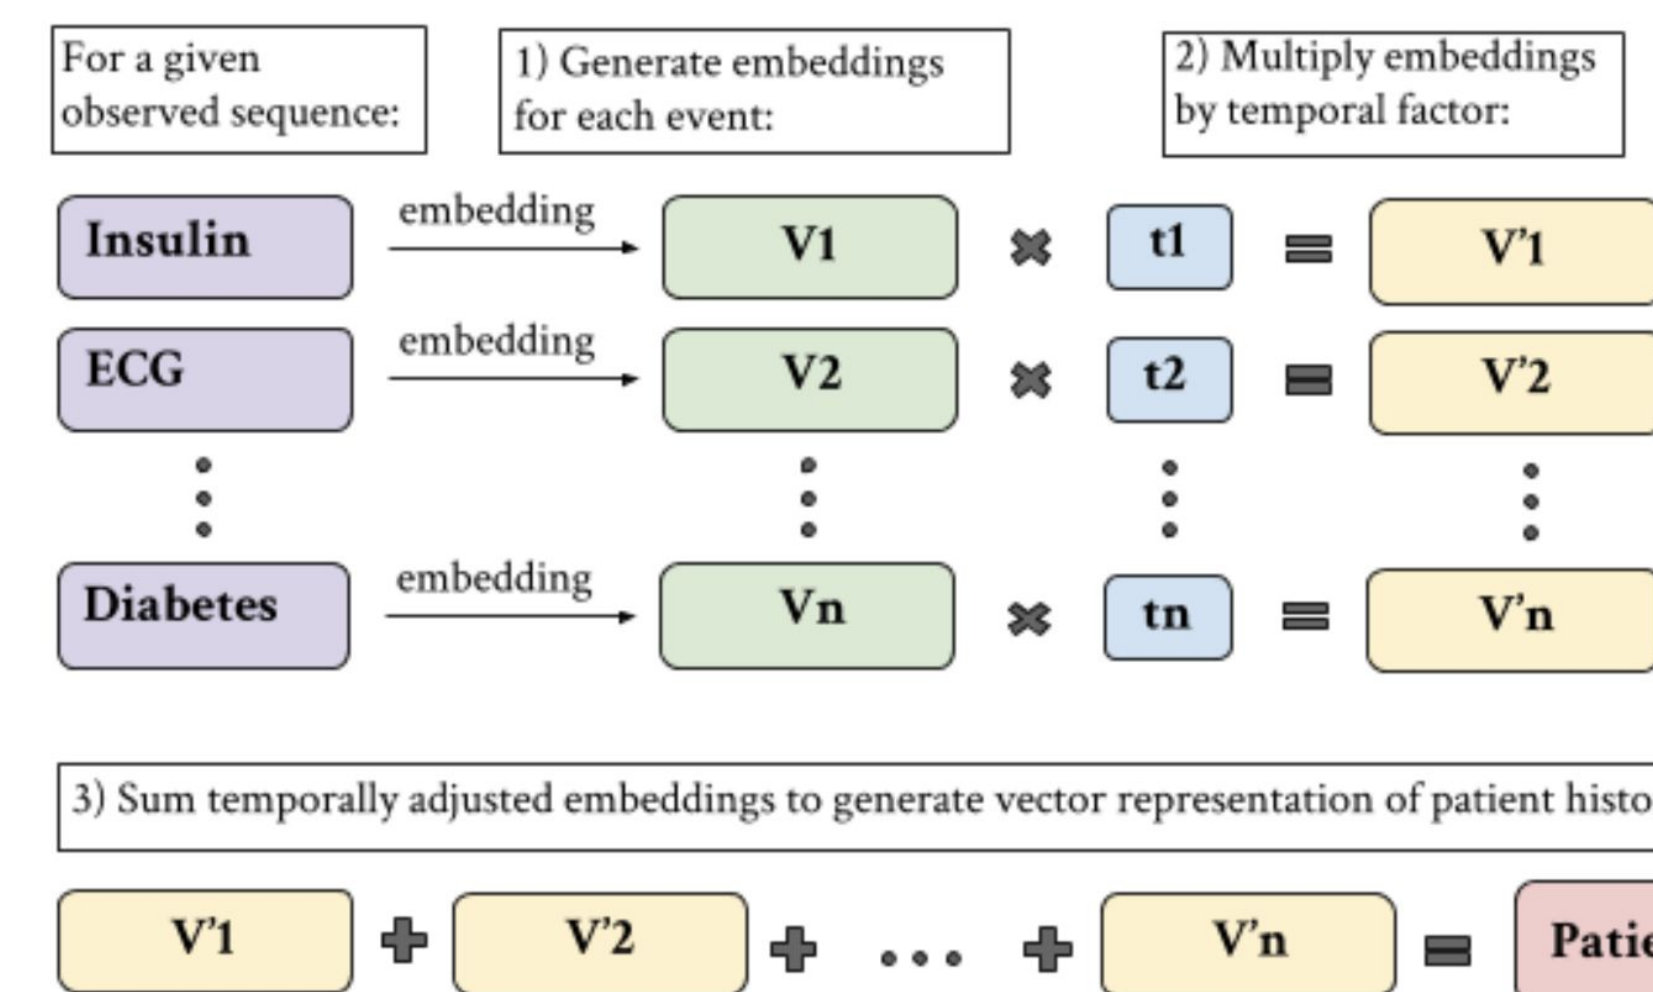 For a given
observed sequence:
1) Generate embeddings
for each event:
2) Multiply embeddings
by temporal factor:
Insulin embedding V1 t1 V'1
ECG embedding V2 t2 V'2
Diabetes embedding Vn tn V'n
3) Sum temporally adjusted embeddings to generate vector representation of patient histo
V'1 + V'2 + ... + V'n = Patie